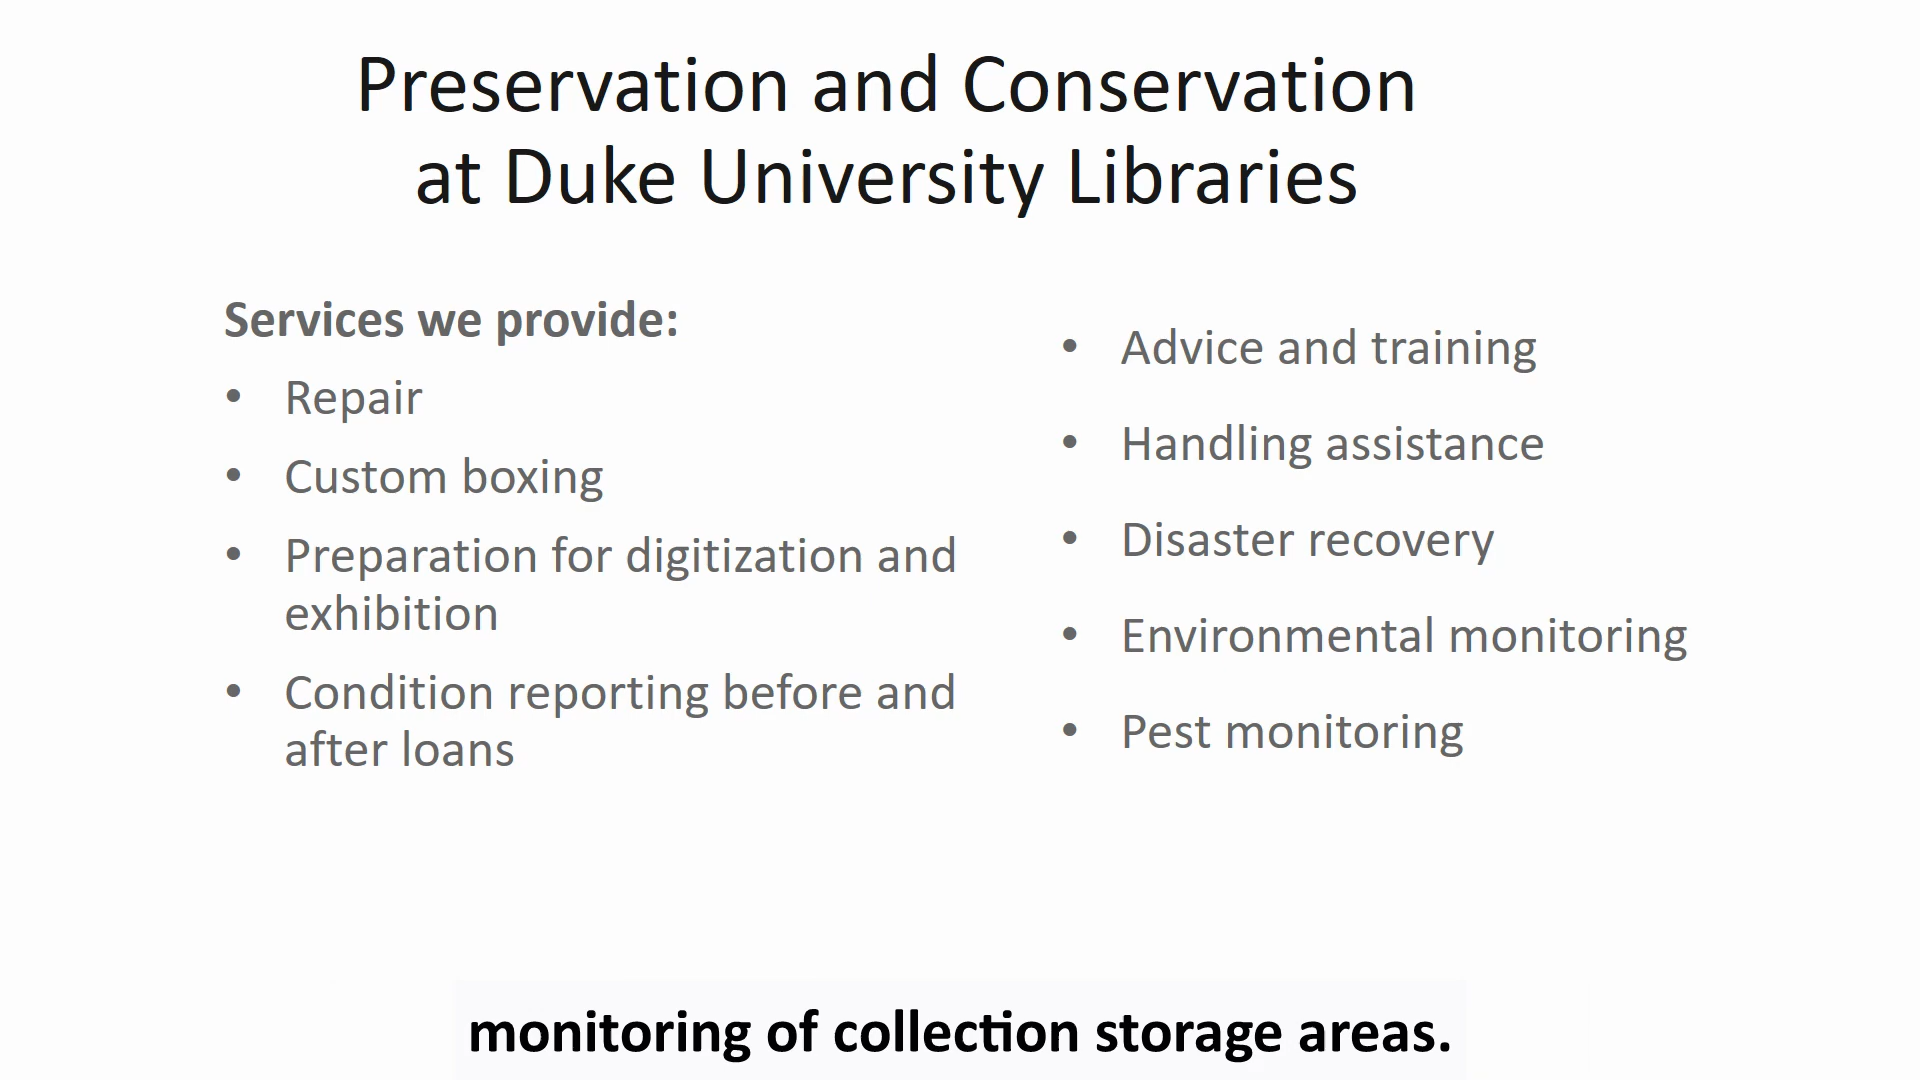 Preservation and Conservation
at Duke University Libraries
Services we provide:
• Repair
• Custom boxing
• Preparation for digitization and
exhibition
• Condition reporting before and
after loans
• Advice and training
• Handling assistance
• Disaster recovery
• Environmental monitoring
• Pest monitoring
monitoring of collection storage areas.